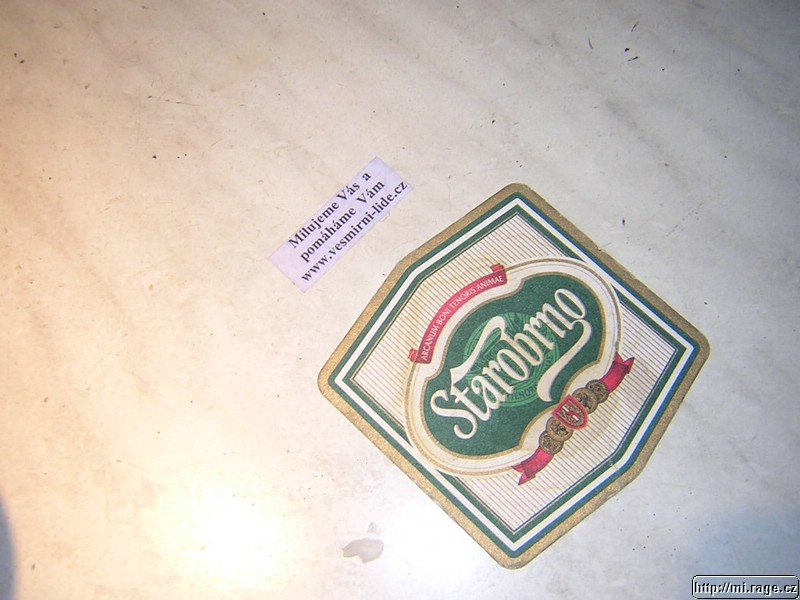 Milujeme Vás a
pomáháme Vám
www.vesmirni-lide.cz
ARCANUM BONI TENORIS ANIMAE
Starobrno
http://mi.rage.cz